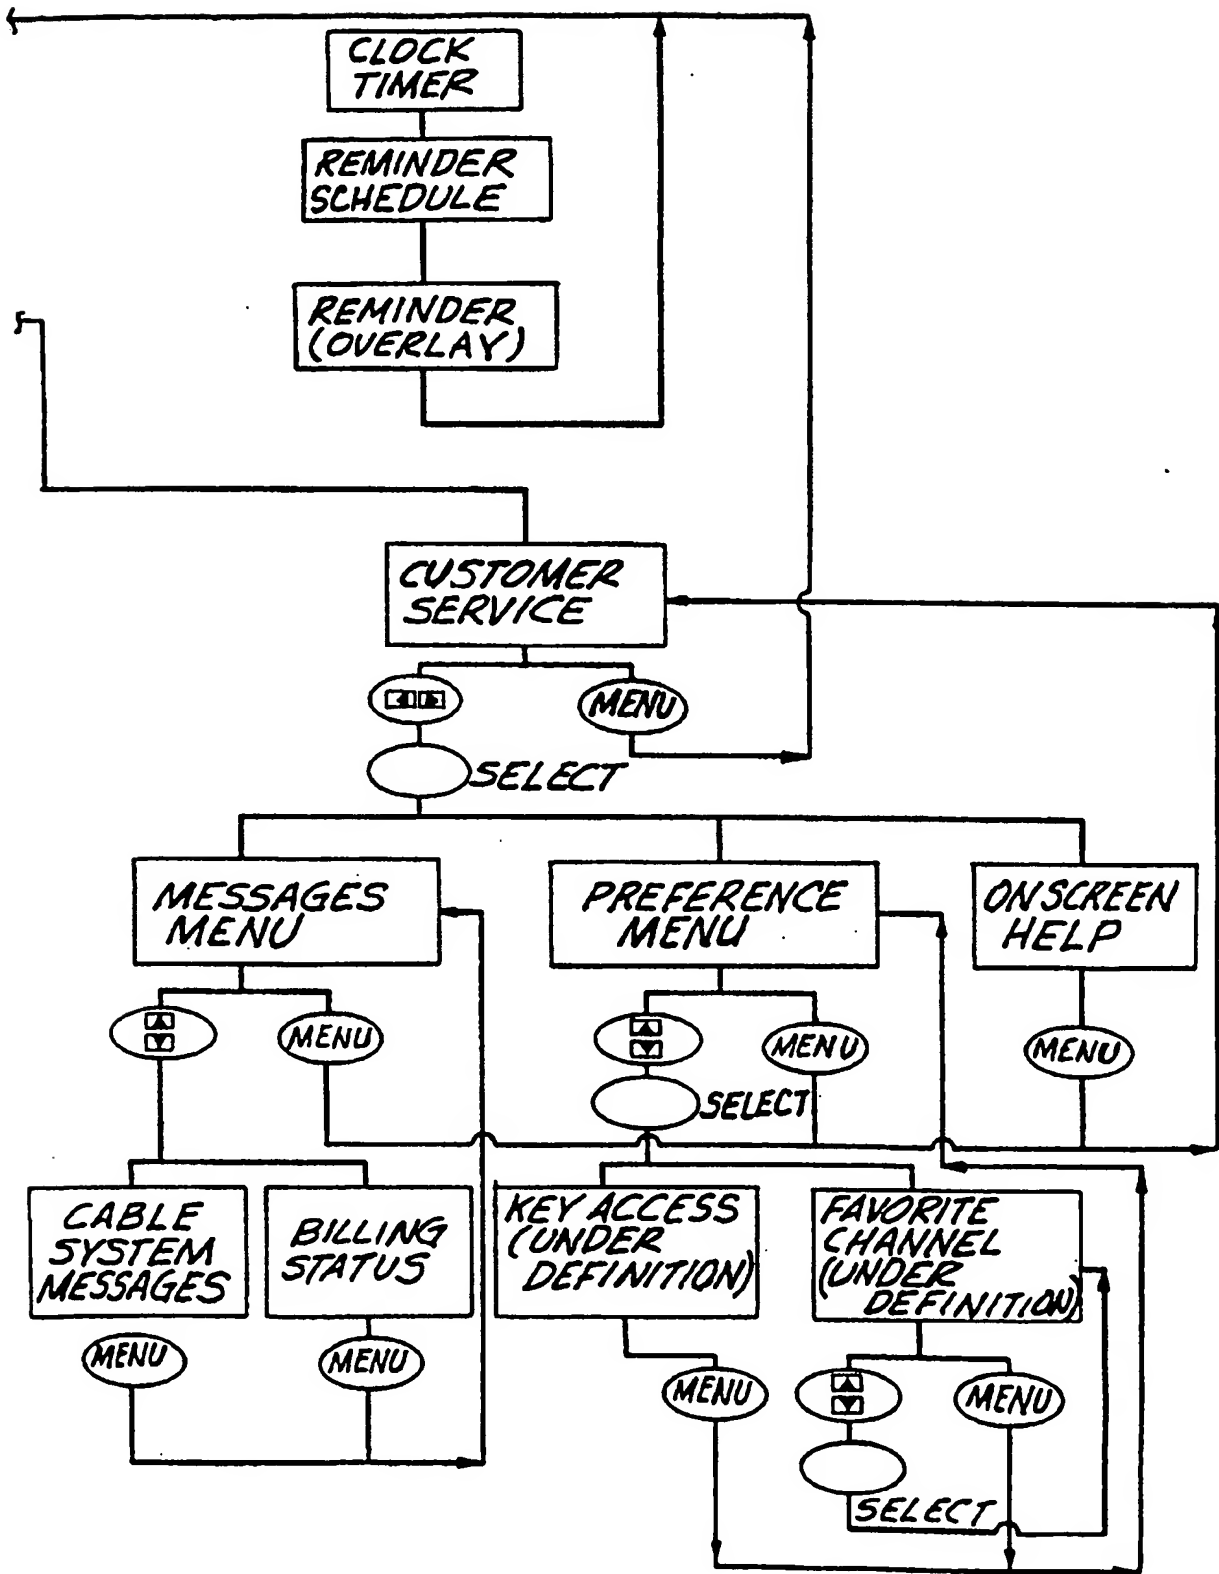 CLOCK
TIMER
REMINDER
SCHEDULE
REMINDER
(OVERLAY)
CUSTOMER
SERVICE
MENU
SELECT
MESSAGES
MENU
PREFERENCE
MENU
ON SCREEN
HELP
MENU
MENU
MENU
SELECT
CABLE
SYSTEM
MESSAGES
BILLING
STATUS
KEY ACCESS
(UNDER
DEFINITION)
FAVORITE
CHANNEL
(UNDER
DEFINITION)
MENU
MENU
MENU
MENU
SELECT